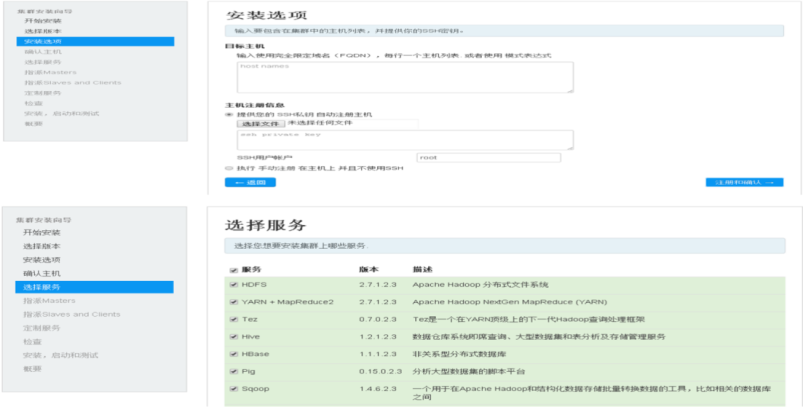 集群安装向导
开始安装
选择版本
安装选项
确认主机
选择服务
指派Masters
指派Slaves and Clients
定制服务
检查
安装，启动和测试
概要
安装选项
输入要包含在集群中的主机列表，并提供你的SSH密钥.
目标主机
输入使用完全限定域名（FQDN），每行一个主机列表 或者使用 模式表达式
host names
主机注册信息
提供您的 SSH私钥 自动注册主机
选择文件 未选择任何文件
ssh private key
SSH用户帐户 root
执行 手动注册 在主机上 并且不使用SSH
← 返回
注册和确认 →
集群安装向导
开始安装
选择版本
安装选项
确认主机
选择服务
指派Masters
指派Slaves and Clients
定制服务
检查
安装，启动和测试
概要
选择服务
选择您想要安装集群上哪些服务.
服务 版本 描述
HDFS 2.7.1.2.3 Apache Hadoop 分布式文件系统
YARN + MapReduce2 2.7.1.2.3 Apache Hadoop NextGen MapReduce (YARN)
Tez 0.7.0.2.3 Tez是一个在YARN顶级上的下一代Hadoop查询处理框架
Hive 1.2.1.2.3 数据仓库系统即席查询、大型数据集和表分析及存储管理服务
HBase 1.1.1.2.3 非关系型分布式数据库
Pig 0.15.0.2.3 分析大型数据集的脚本平台
Sqoop 1.4.6.2.3 一个用于在Apache Hadoop和结构化数据存储批量转换数据的工具，比如相关的数据库
之间